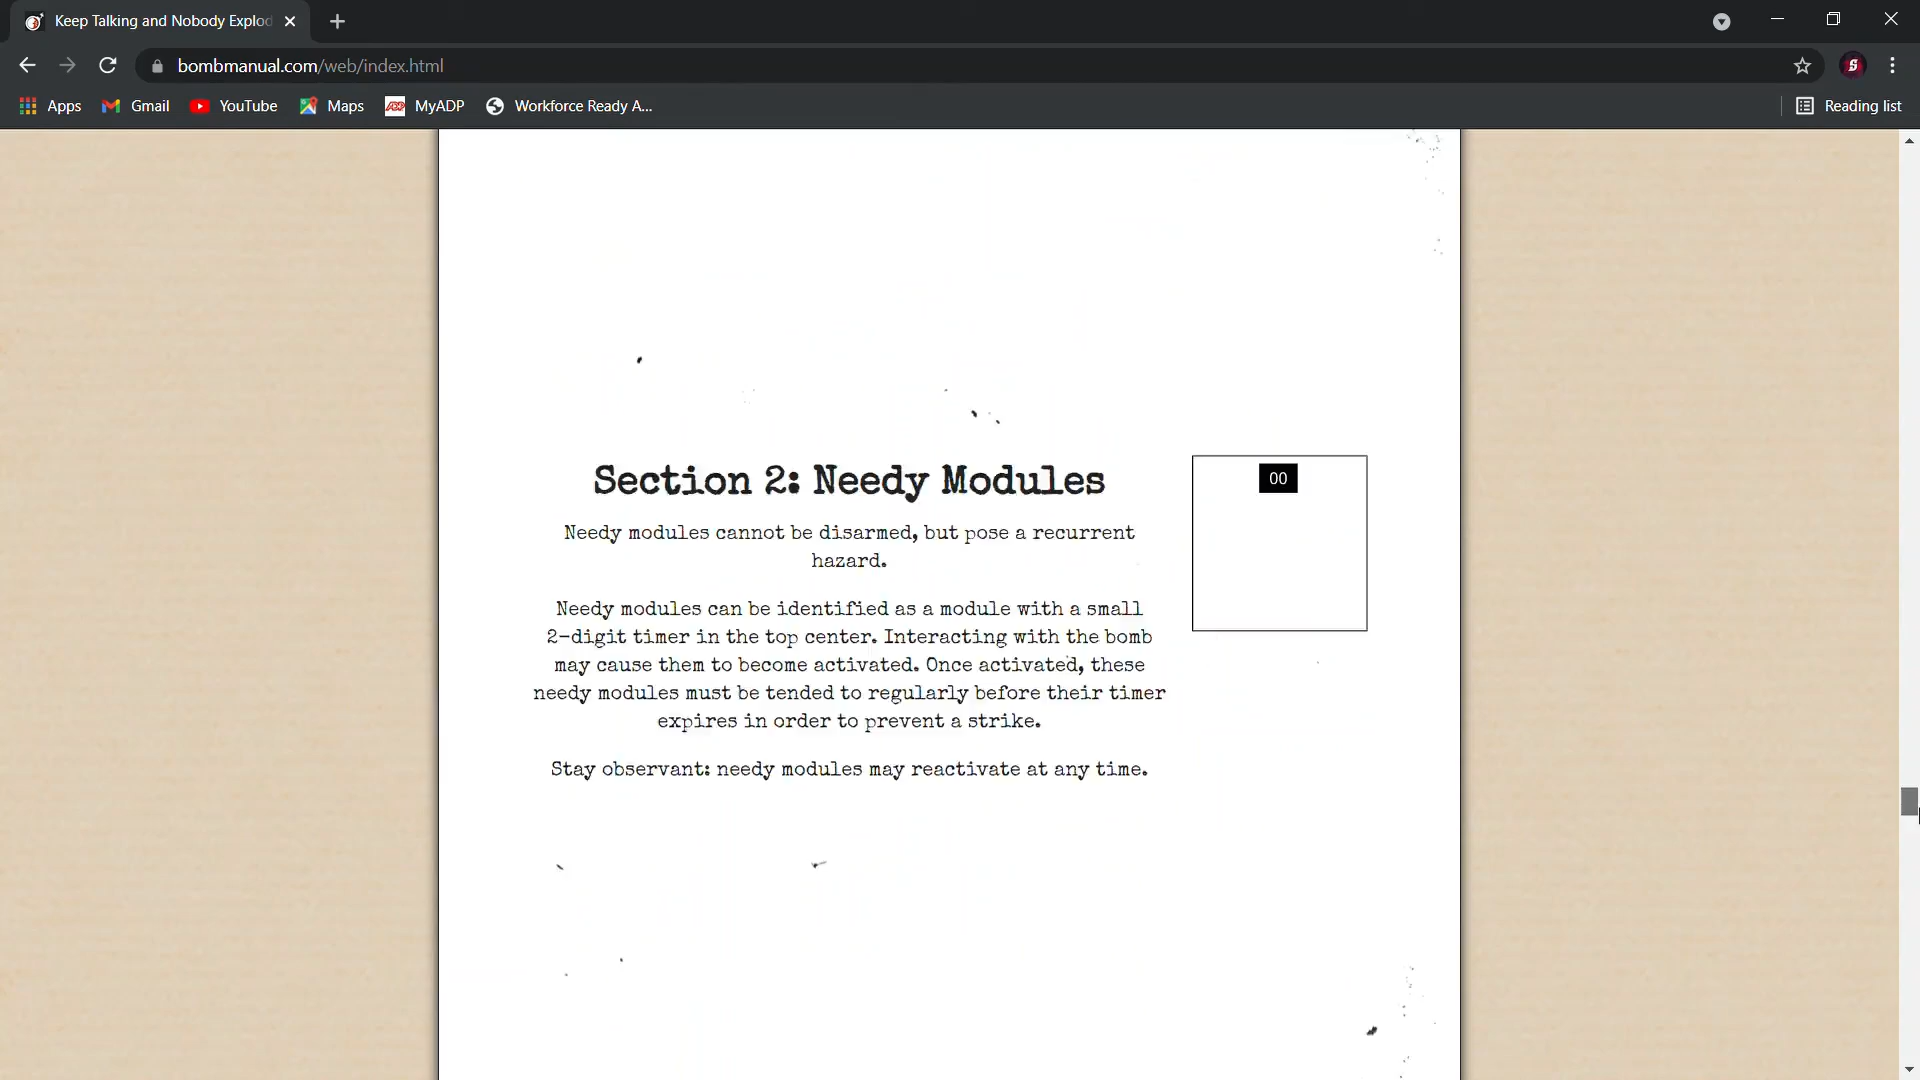 Keep Talking and Nobody Explod
bombmanual.com/web/index.html
Apps Gmail YouTube Maps MyADP Workforce Ready A... Reading list
Section 2: Needy Modules
00
Needy modules cannot be disarmed, but pose a recurrent
hazard.
Needy modules can be identified as a module with a small
2-digit timer in the top center. Interacting with the bomb
may cause them to become activated. Once activated, these
needy modules must be tended to regularly before their timer
expires in order to prevent a strike.
Stay observant: needy modules may reactivate at any time.